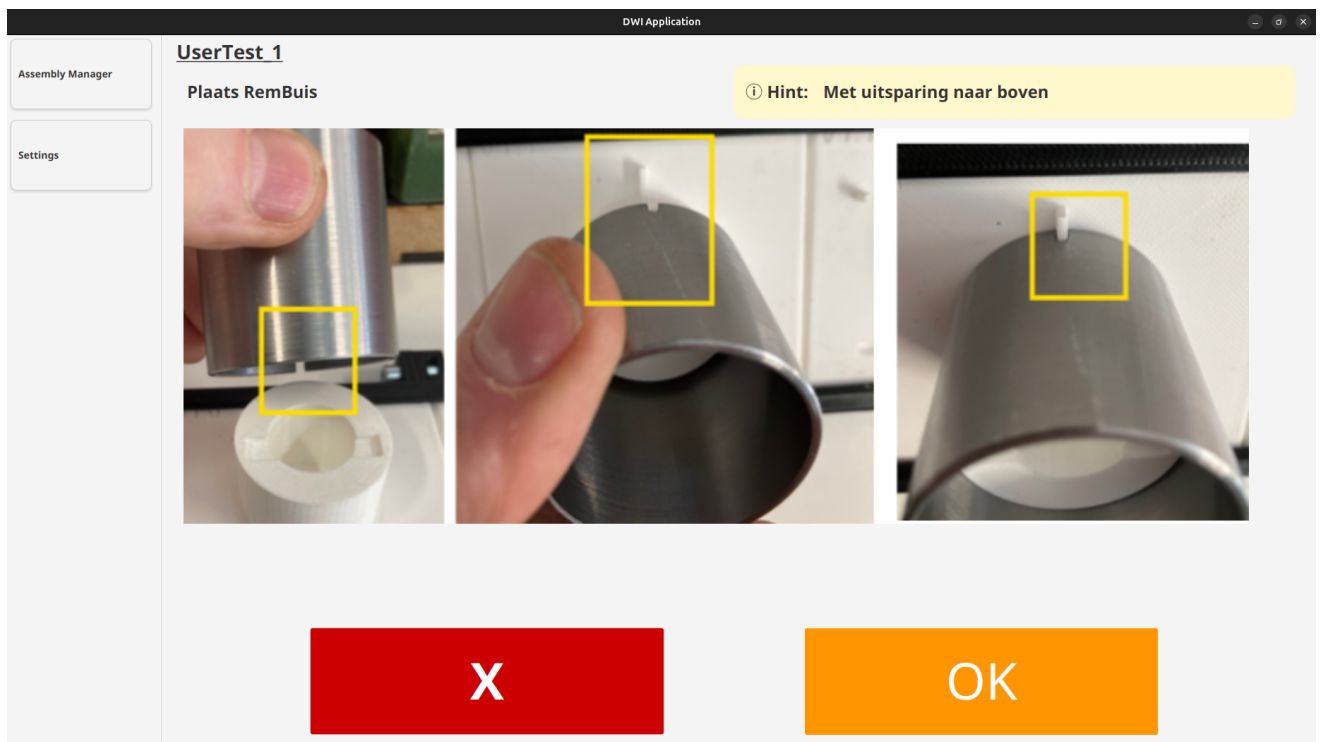 DWI Application
Assembly Manager
Settings
UserTest_1
Plaats RemBuis
Hint: Met uitsparing naar boven
X
OK